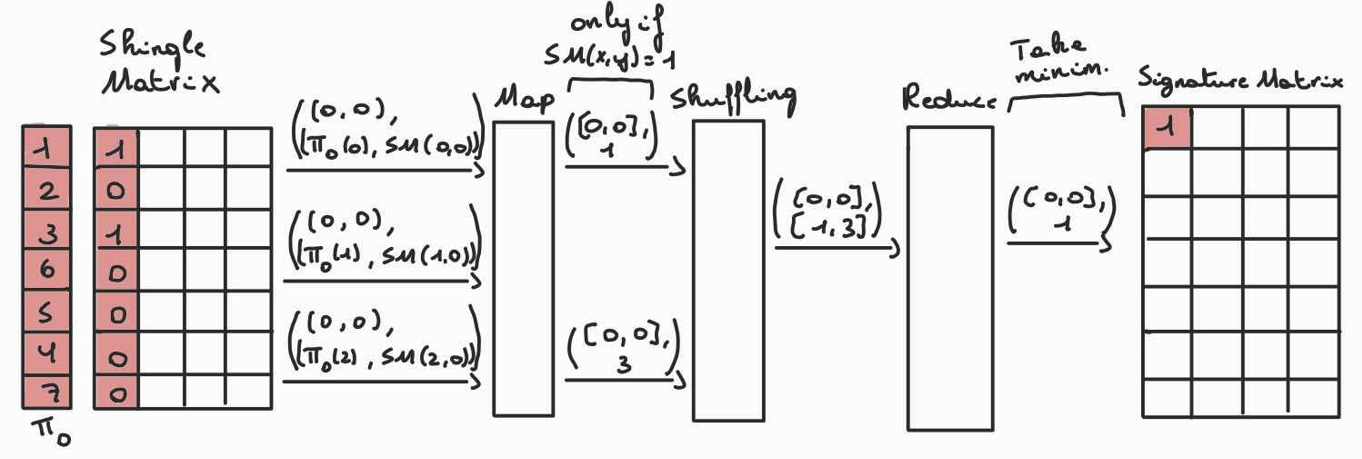 Shingle
Matrix
1
2
3
6
5
4
7
π0
1
0
1
0
0
0
0
([0,0),
(π0(0), SM(0,0)))
([0,0),
(π0(1), SM(1,0)))
([0,0),
(π0(2), SM(2,0)))
Map
only if
SM(x,y)=1
([0,0],
1)
([0,0],
3)
Shuffling
([0,0],
[1,3])
Reduce
Take
minim.
([0,0],
1)
Signature Matrix
1